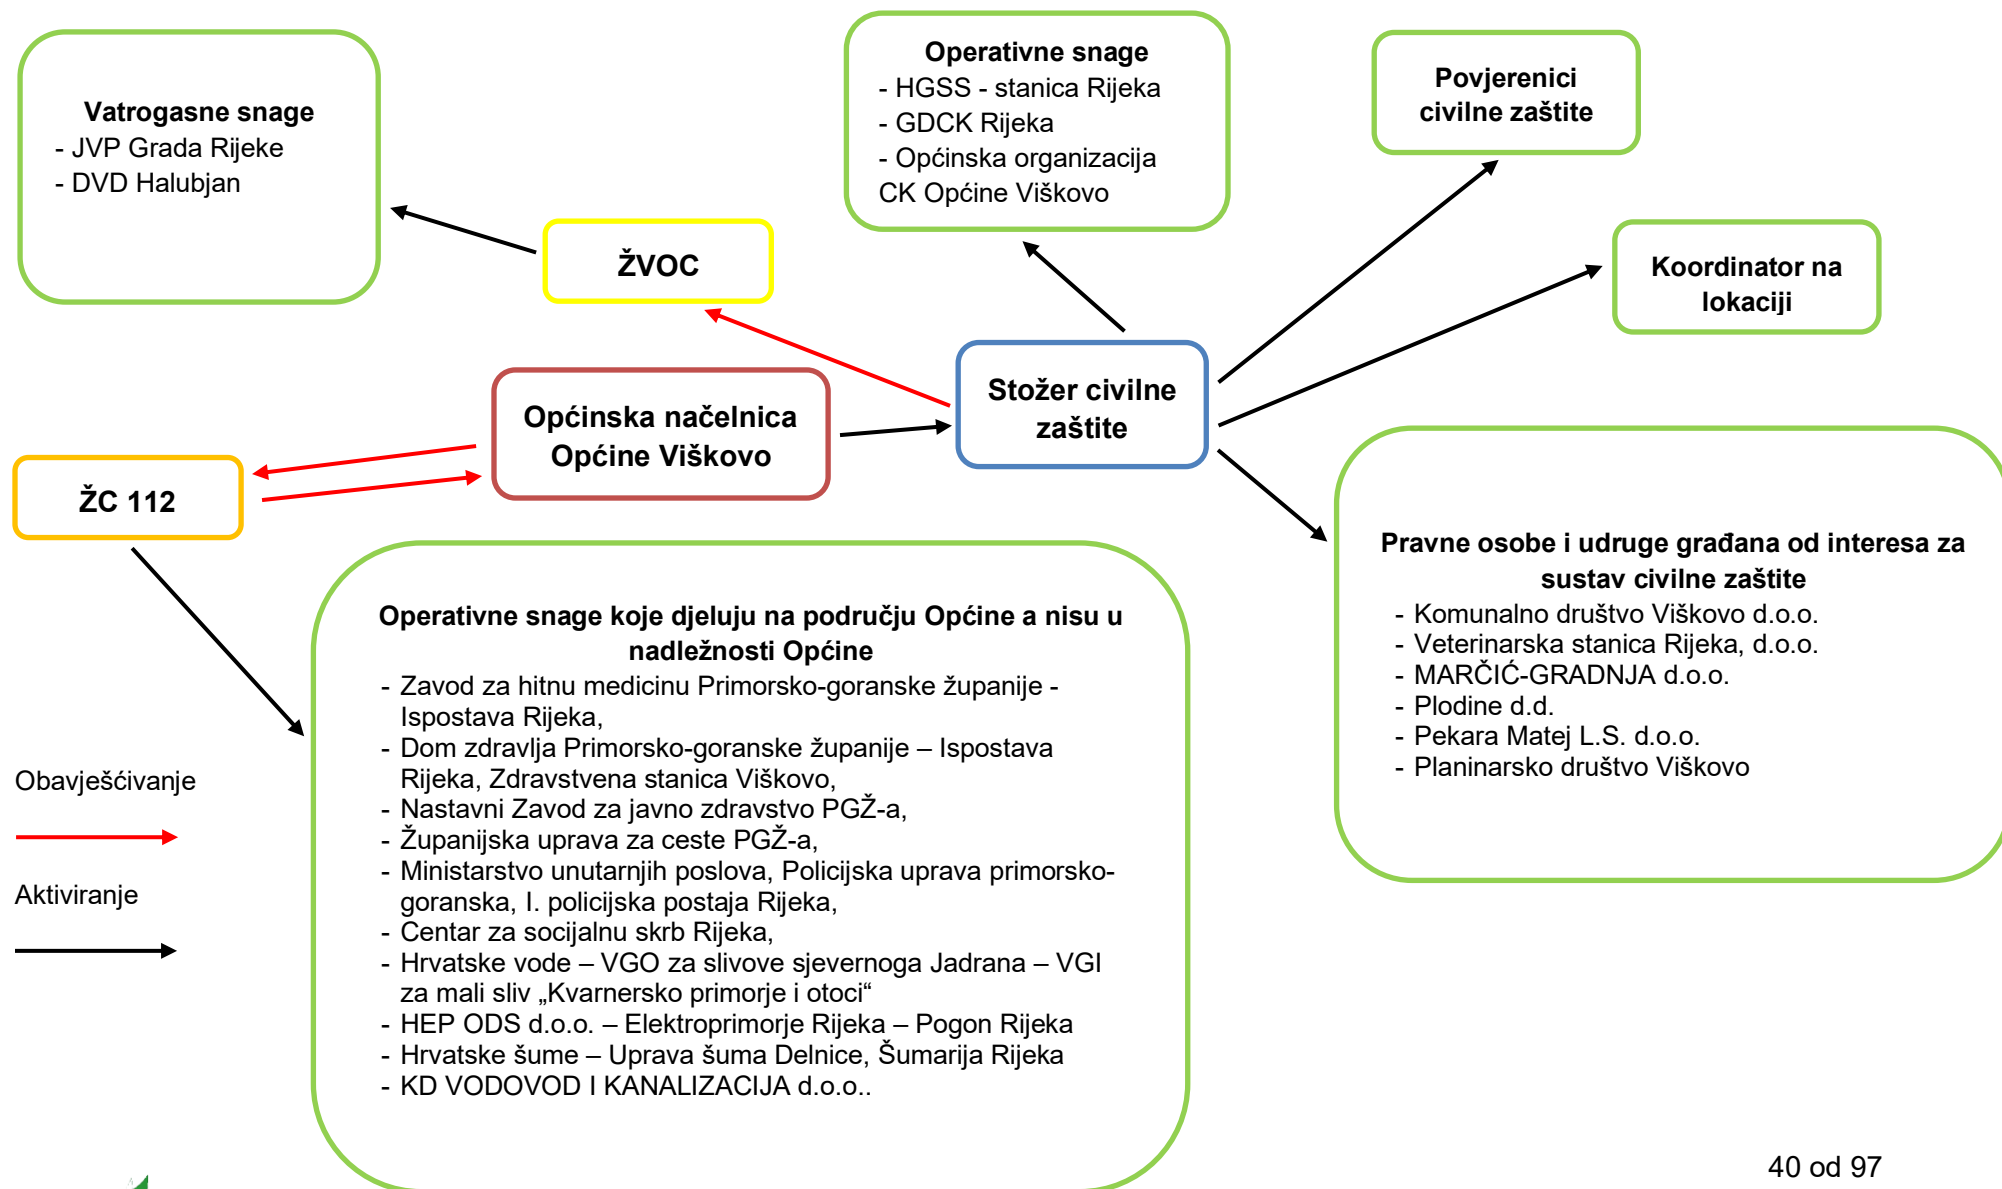 Vatrogasne snage
- JVP Grada Rijeke
- DVD Halubjan
Operativne snage
- HGSS - stanica Rijeka
- GDCK Rijeka
- Općinska organizacija
CK Općine Viškovo
Povjerenici
civilne zaštite
ŽVOC
Koordinator na
lokaciji
Stožer civilne
zaštite
Općinska načelnica
Općine Viškovo
ŽC 112
Pravne osobe i udruge građana od interesa za
sustav civilne zaštite
- Komunalno društvo Viškovo d.o.o.
- Veterinarska stanica Rijeka, d.o.o.
- MARČIĆ-GRADNJA d.o.o.
- Plodine d.d.
- Pekara Matej L.S. d.o.o.
- Planinarsko društvo Viškovo
Operativne snage koje djeluju na području Općine a nisu u
nadležnosti Općine
- Zavod za hitnu medicinu Primorsko-goranske županije -
Ispostava Rijeka,
- Dom zdravlja Primorsko-goranske županije – Ispostava
Rijeka, Zdravstvena stanica Viškovo,
- Nastavni Zavod za javno zdravstvo PGŽ-a,
- Županijska uprava za ceste PGŽ-a,
- Ministarstvo unutarnjih poslova, Policijska uprava primorsko-
goranska, I. policijska postaja Rijeka,
- Centar za socijalnu skrb Rijeka,
- Hrvatske vode – VGO za slivove sjevernoga Jadrana – VGI
za mali sliv „Kvarnersko primorje i otoci“
- HEP ODS d.o.o. – Elektroprimorje Rijeka – Pogon Rijeka
- Hrvatske šume – Uprava šuma Delnice, Šumarija Rijeka
- KD VODOVOD I KANALIZACIJA d.o.o..
Obavješćivanje
Aktiviranje
40 od 97